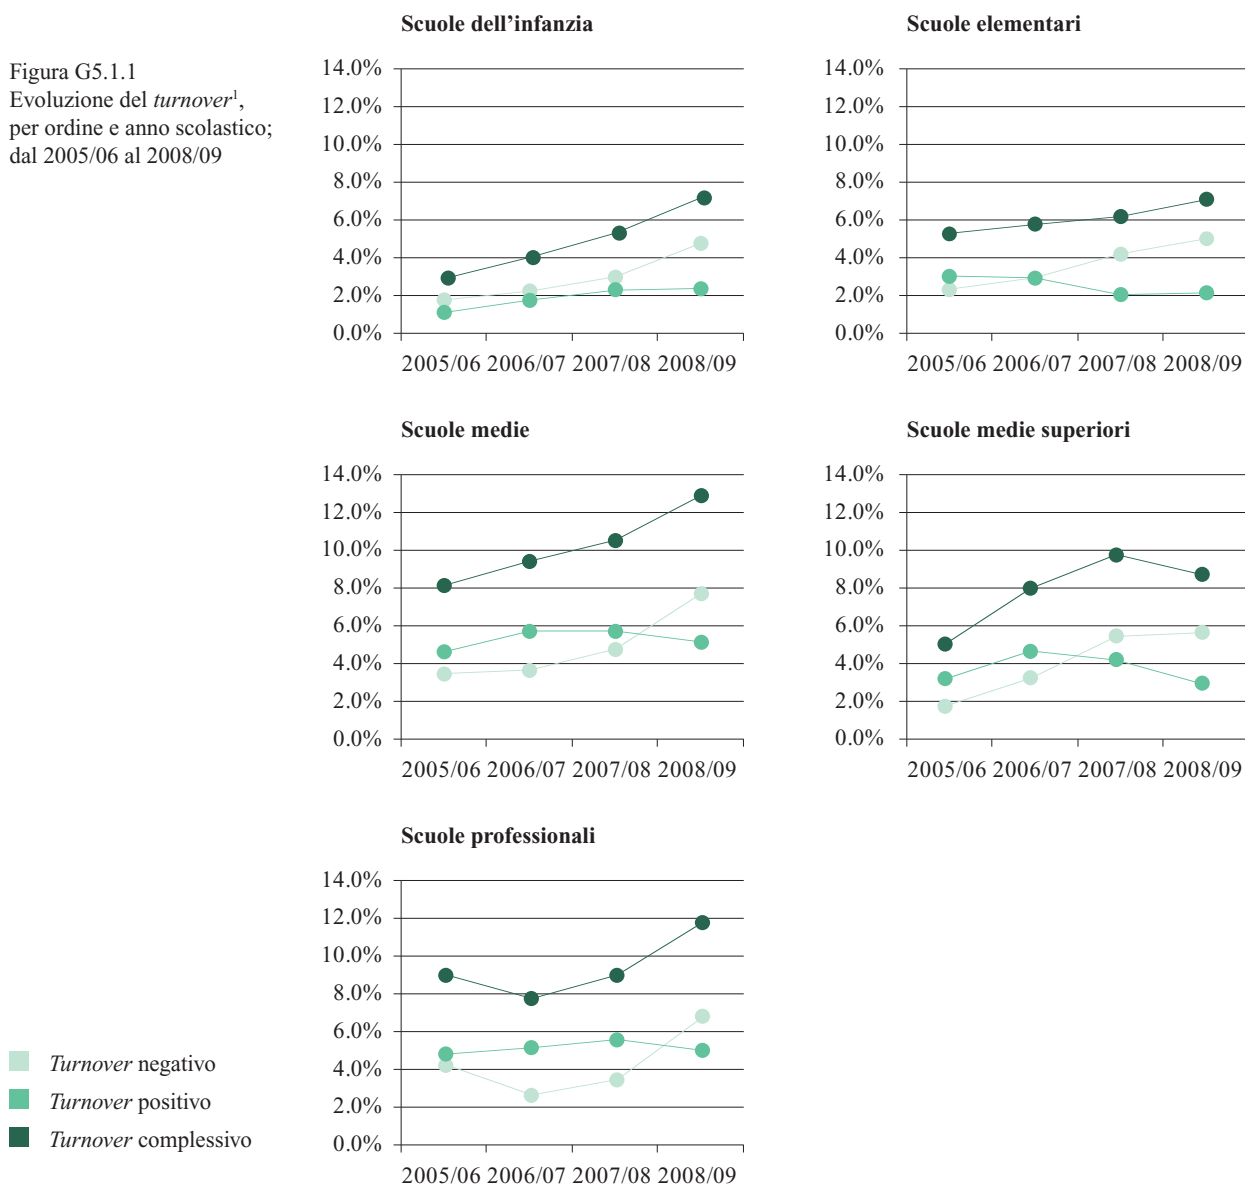 Figura G5.1.1
Evoluzione del turnover¹,
per ordine e anno scolastico;
dal 2005/06 al 2008/09
Scuole dell’infanzia
14.0%
12.0%
10.0%
8.0%
6.0%
4.0%
2.0%
0.0%
2005/06 2006/07 2007/08 2008/09
Scuole elementari
14.0%
12.0%
10.0%
8.0%
6.0%
4.0%
2.0%
0.0%
2005/06 2006/07 2007/08 2008/09
Scuole medie
14.0%
12.0%
10.0%
8.0%
6.0%
4.0%
2.0%
0.0%
2005/06 2006/07 2007/08 2008/09
Scuole medie superiori
14.0%
12.0%
10.0%
8.0%
6.0%
4.0%
2.0%
0.0%
2005/06 2006/07 2007/08 2008/09
Scuole professionali
14.0%
12.0%
10.0%
8.0%
6.0%
4.0%
2.0%
0.0%
2005/06 2006/07 2007/08 2008/09
Turnover negativo
Turnover positivo
Turnover complessivo